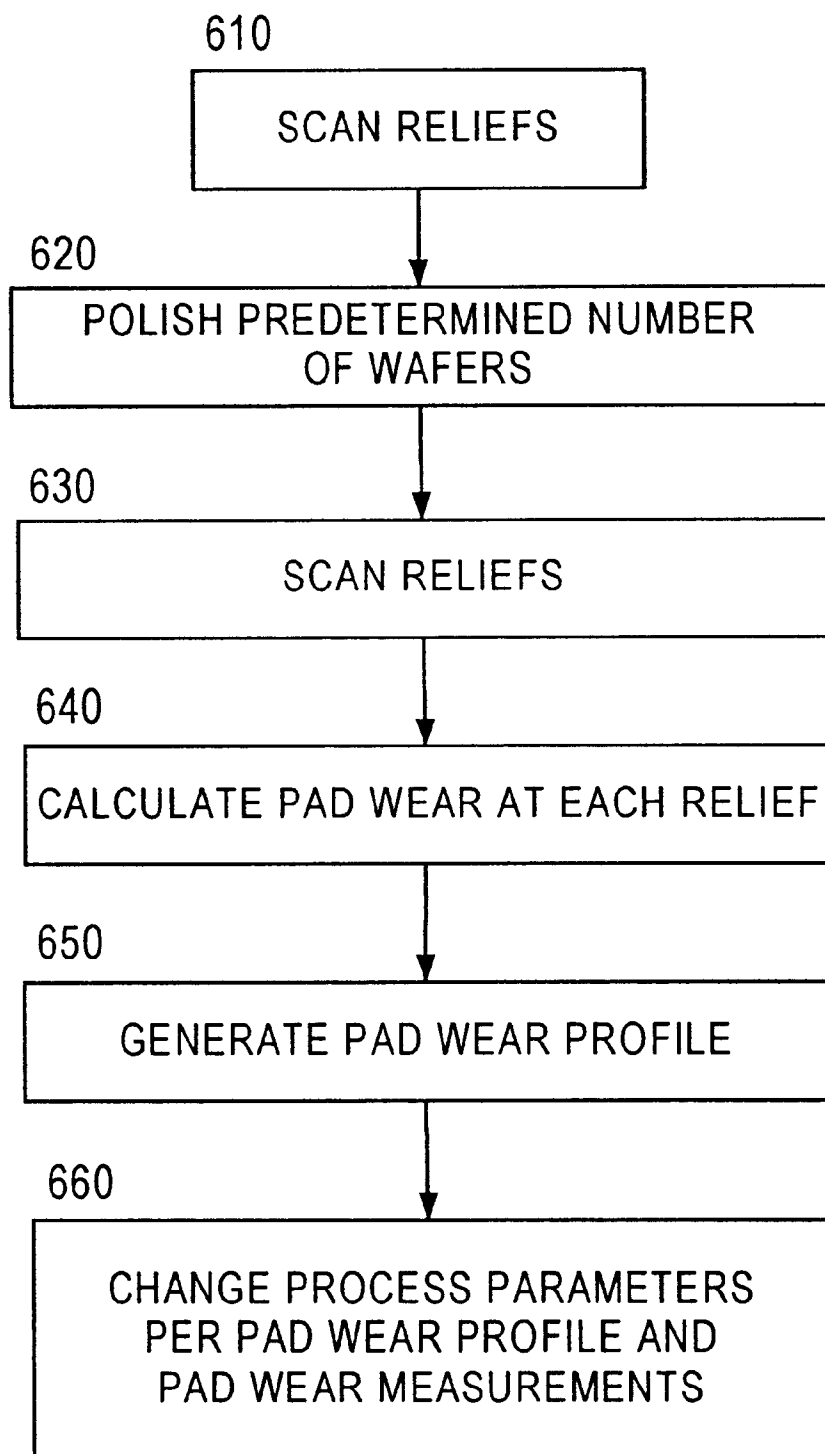 610
SCAN RELIEFS
620
POLISH PREDETERMINED NUMBER
OF WAFERS
630
SCAN RELIEFS
640
CALCULATE PAD WEAR AT EACH RELIEF
650
GENERATE PAD WEAR PROFILE
660
CHANGE PROCESS PARAMETERS
PER PAD WEAR PROFILE AND
PAD WEAR MEASUREMENTS